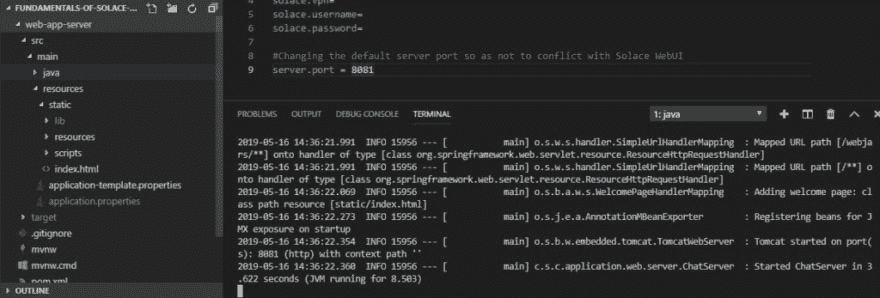 FUNDAMENTALS-OF-SOLACE-...
web-app-server
src
main
java
resources
static
lib
resources
scripts
index.html
application-template.properties
application.properties
target
.gitignore
mvnw
mvnw.cmd
pom.xml
OUTLINE
4 solace.vpn=
5 solace.username=
6 solace.password=
7
8 #Changing the default server port so as not to conflict with Solace WebUI
9 server.port = 8081
PROBLEMS OUTPUT DEBUG CONSOLE TERMINAL 1: java
2019-05-16 14:36:21.991 INFO 15956 --- [ main] o.s.w.s.handler.SimpleUrlHandlerMapping : Mapped URL path [/webja
rs/**] onto handler of type [class org.springframework.web.servlet.resource.ResourceHttpRequestHandler]
2019-05-16 14:36:21.991 INFO 15956 --- [ main] o.s.w.s.handler.SimpleUrlHandlerMapping : Mapped URL path [/**] o
nto handler of type [class org.springframework.web.servlet.resource.ResourceHttpRequestHandler]
2019-05-16 14:36:22.069 INFO 15956 --- [ main] o.s.b.a.w.s.WelcomePageHandlerMapping : Adding welcome page: cl
ass path resource [static/index.html]
2019-05-16 14:36:22.273 INFO 15956 --- [ main] o.s.j.e.a.AnnotationMBeanExporter : Registering beans for J
MX exposure on startup
2019-05-16 14:36:22.354 INFO 15956 --- [ main] o.s.b.w.embedded.tomcat.TomcatWebServer : Tomcat started on port(
s): 8081 (http) with context path ''
2019-05-16 14:36:22.360 INFO 15956 --- [ main] c.s.c.application.web.server.ChatServer : Started ChatServer in 3
.622 seconds (JVM running for 8.503)